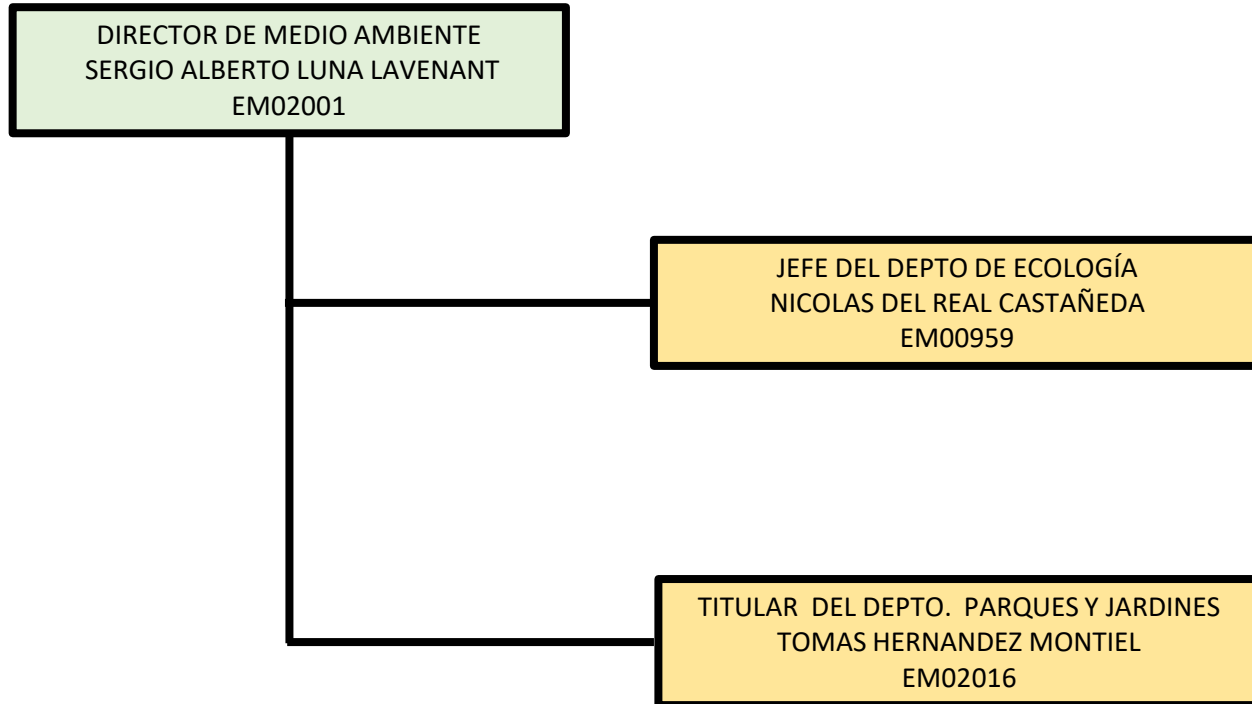 DIRECTOR DE MEDIO AMBIENTE
SERGIO ALBERTO LUNA LAVENANT
EM02001
JEFE DEL DEPTO DE ECOLOGÍA
NICOLAS DEL REAL CASTAÑEDA
EM00959
TITULAR  DEL DEPTO.  PARQUES Y JARDINES
TOMAS HERNANDEZ MONTIEL
EM02016